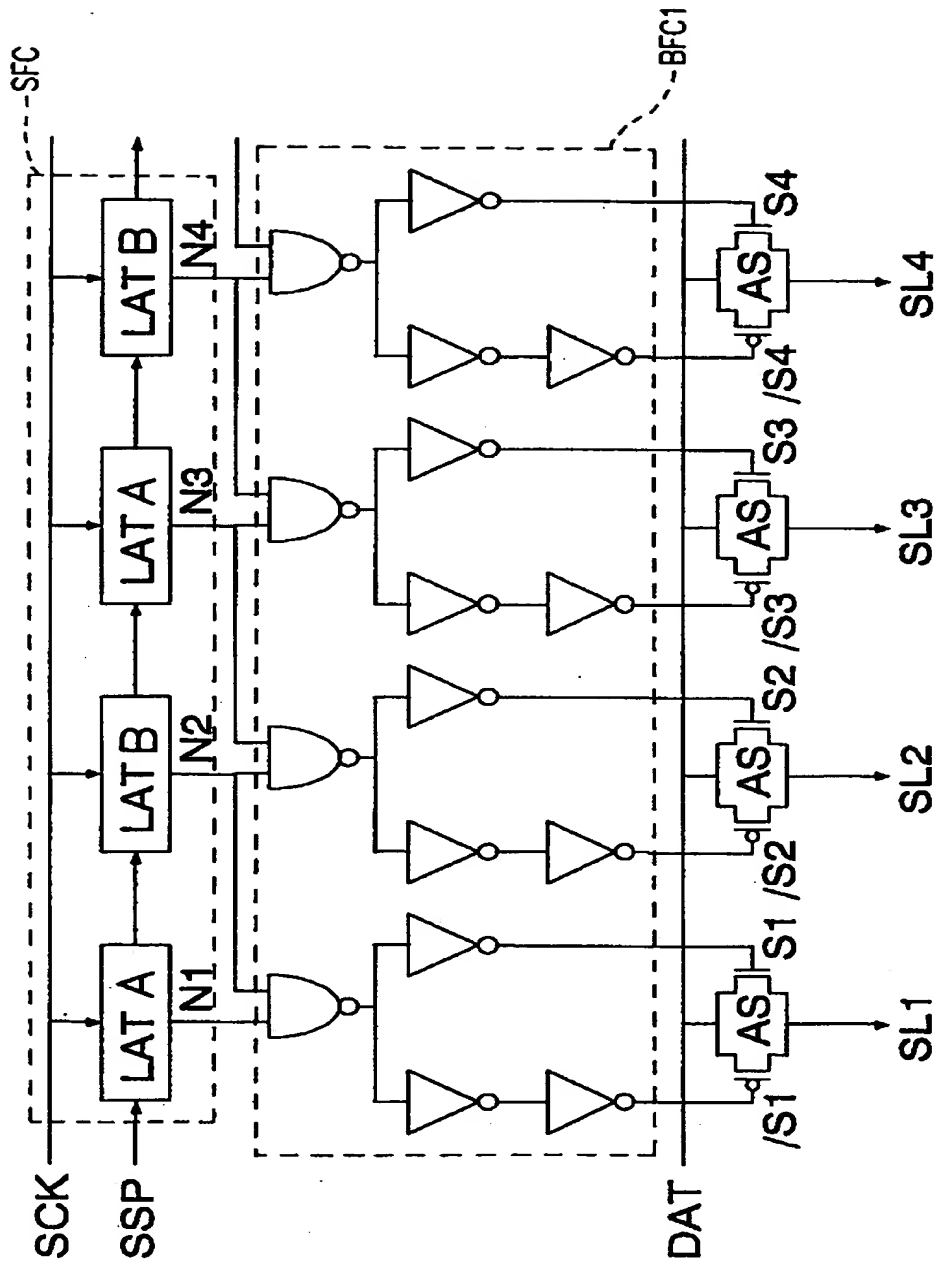 SFC
SCK
SSP
LAT A
LAT B
LAT A
LAT B
N1
N2
N3
N4
BFC1
DAT
/S1
AS
S1
/S2
AS
S2
/S3
AS
S3
/S4
AS
S4
SL1
SL2
SL3
SL4